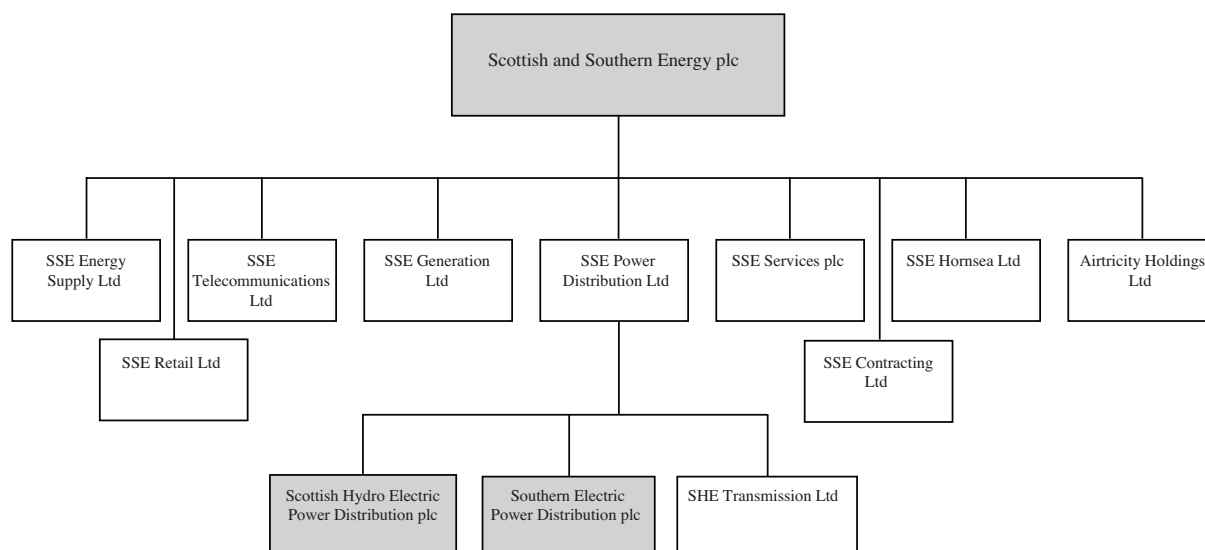 Scottish and Southern Energy plc
SSE Energy
Supply Ltd
SSE
Telecommunications
Ltd
SSE Generation
Ltd
SSE Power
Distribution Ltd
SSE Services plc
SSE Hornsea Ltd
Airtricity Holdings
Ltd
SSE Retail Ltd
SSE Contracting
Ltd
Scottish Hydro Electric
Power Distribution plc
Southern Electric
Power Distribution plc
SHE Transmission Ltd